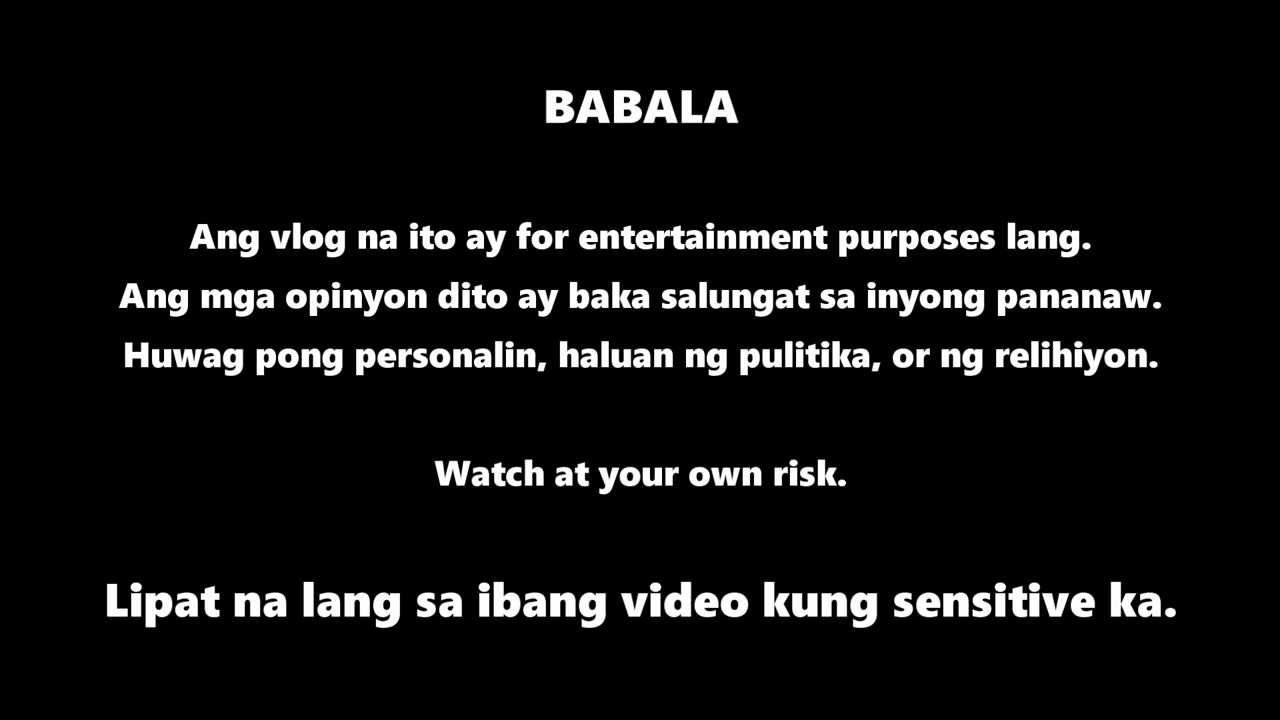 BABALA
Ang vlog na ito ay for entertainment purposes lang.
Ang mga opinyon dito ay baka salungat sa inyong pananaw.
Huwag pong personalin, haluan ng pulitika, or ng relihiyon.
Watch at your own risk.
Lipat na lang sa ibang video kung sensitive ka.